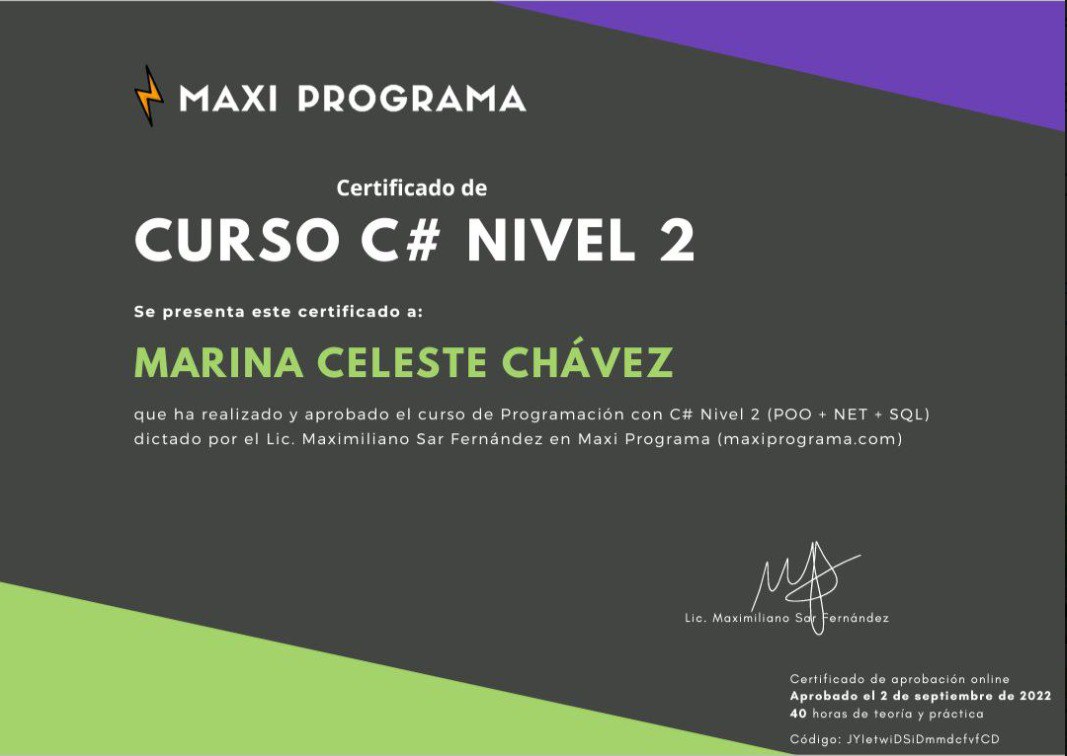 MAXI PROGRAMA
Certificado de
CURSO C# NIVEL 2
Se presenta este certificado a:
MARINA CELESTE CHÁVEZ
que ha realizado y aprobado el curso de Programación con C# Nivel 2 (POO + NET + SQL)
dictado por el Lic. Maximiliano Sar Fernández en Maxi Programa (maxiprograma.com)
Lic. Maximiliano Sar Fernández
Certificado de aprobación online
Aprobado el 2 de septiembre de 2022
40 horas de teoría y práctica
Código: JYIetwiDSiDmmdcfvfCD